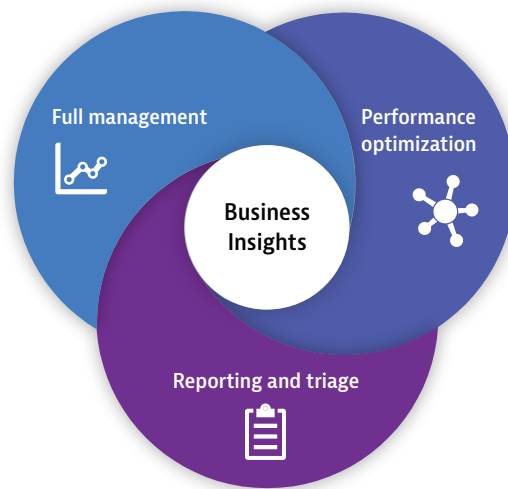 Full management
Performance
optimization
Business
Insights
Reporting and triage